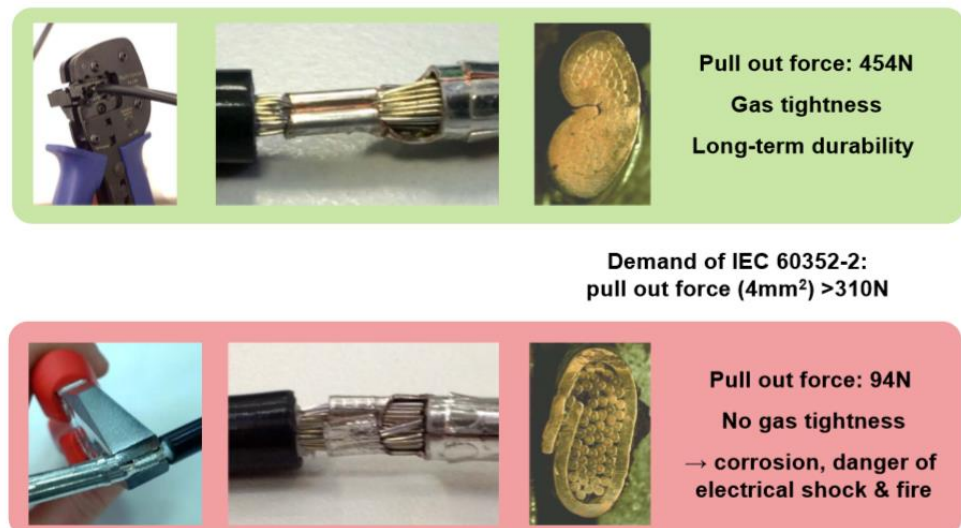 Pull out force: 454N
Gas tightness
Long-term durability
Demand of IEC 60352-2:
pull out force (4mm²) >310N
Pull out force: 94N
No gas tightness
→ corrosion, danger of
electrical shock & fire